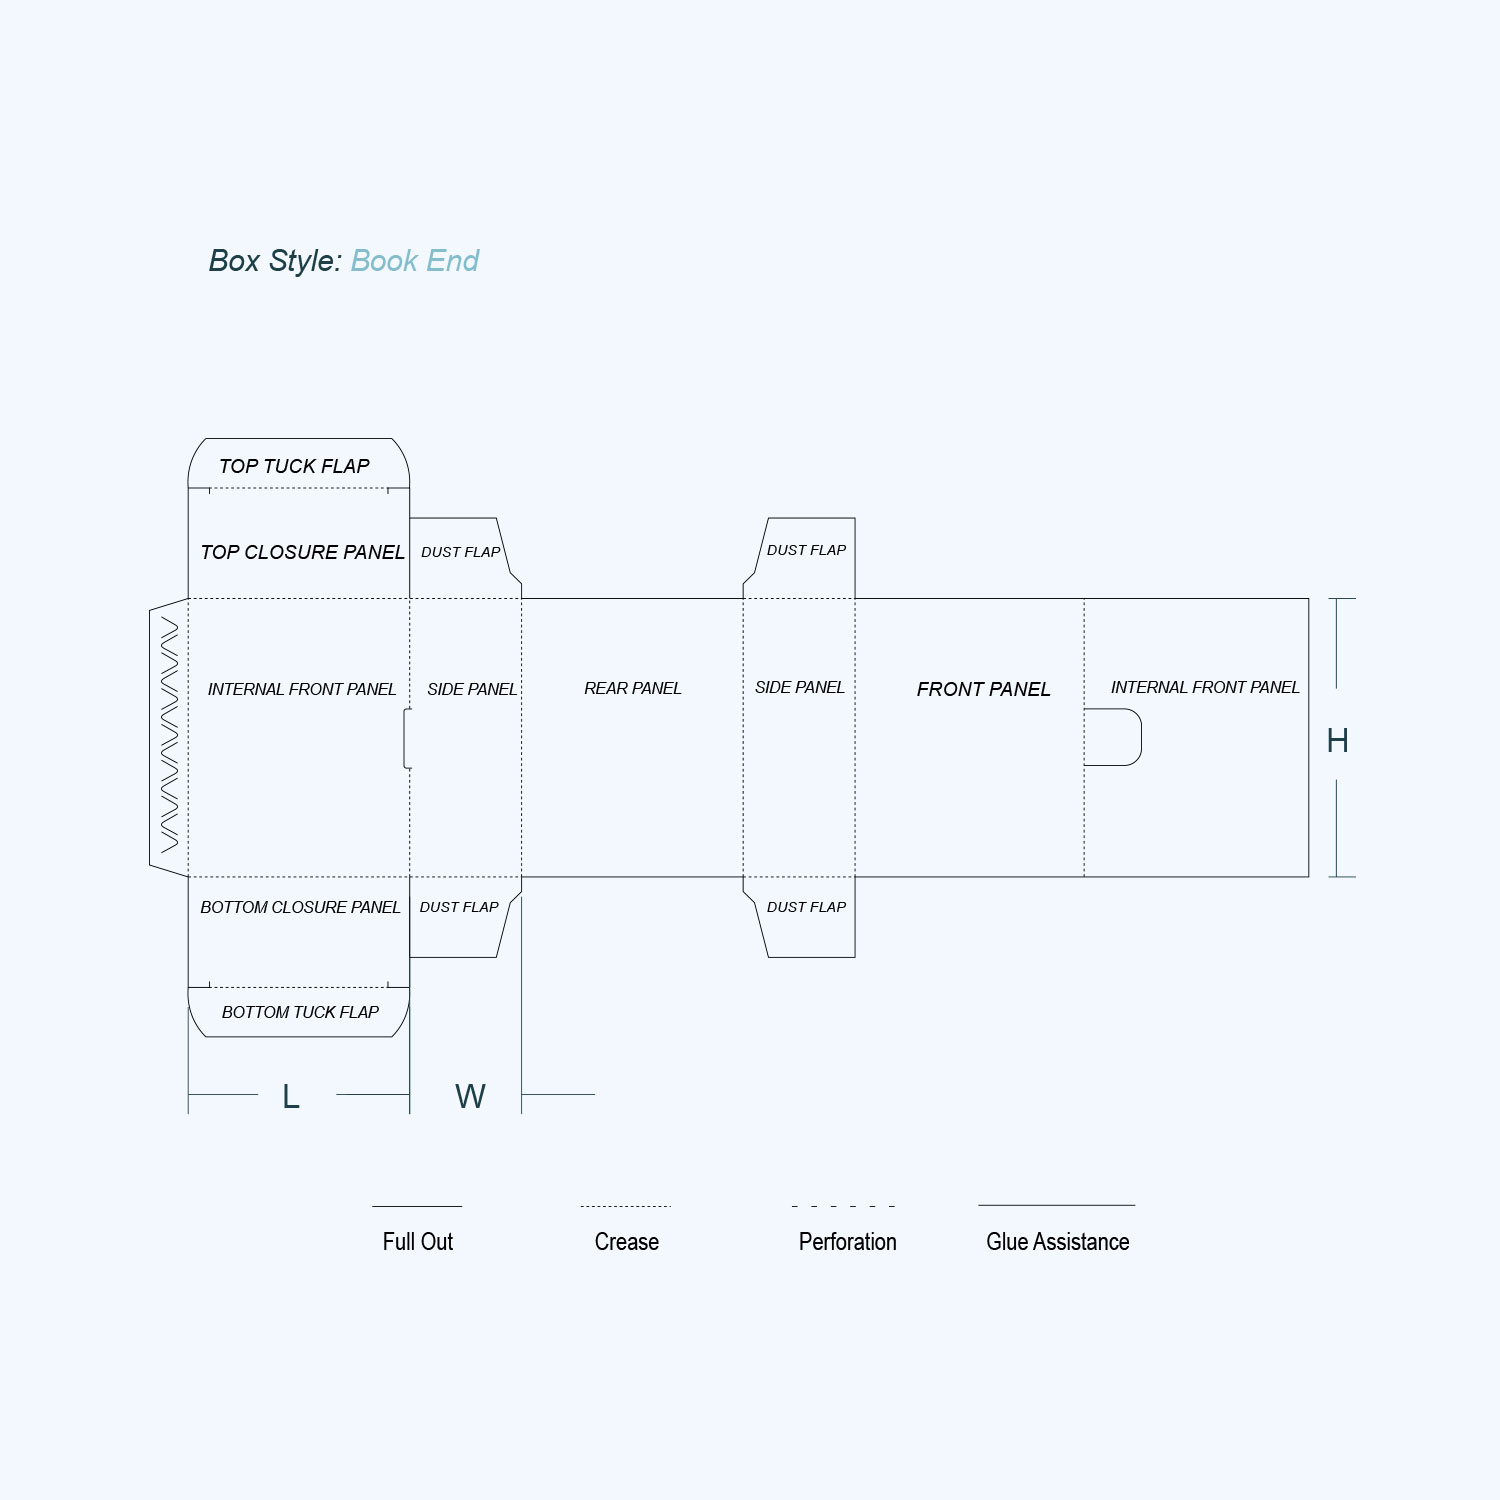 Box Style: Book End
TOP TUCK FLAP
TOP CLOSURE PANEL
DUST FLAP
DUST FLAP
INTERNAL FRONT PANEL
SIDE PANEL
REAR PANEL
SIDE PANEL
FRONT PANEL
INTERNAL FRONT PANEL
H
BOTTOM CLOSURE PANEL
DUST FLAP
DUST FLAP
BOTTOM TUCK FLAP
L
W
Full Out
Crease
Perforation
Glue Assistance